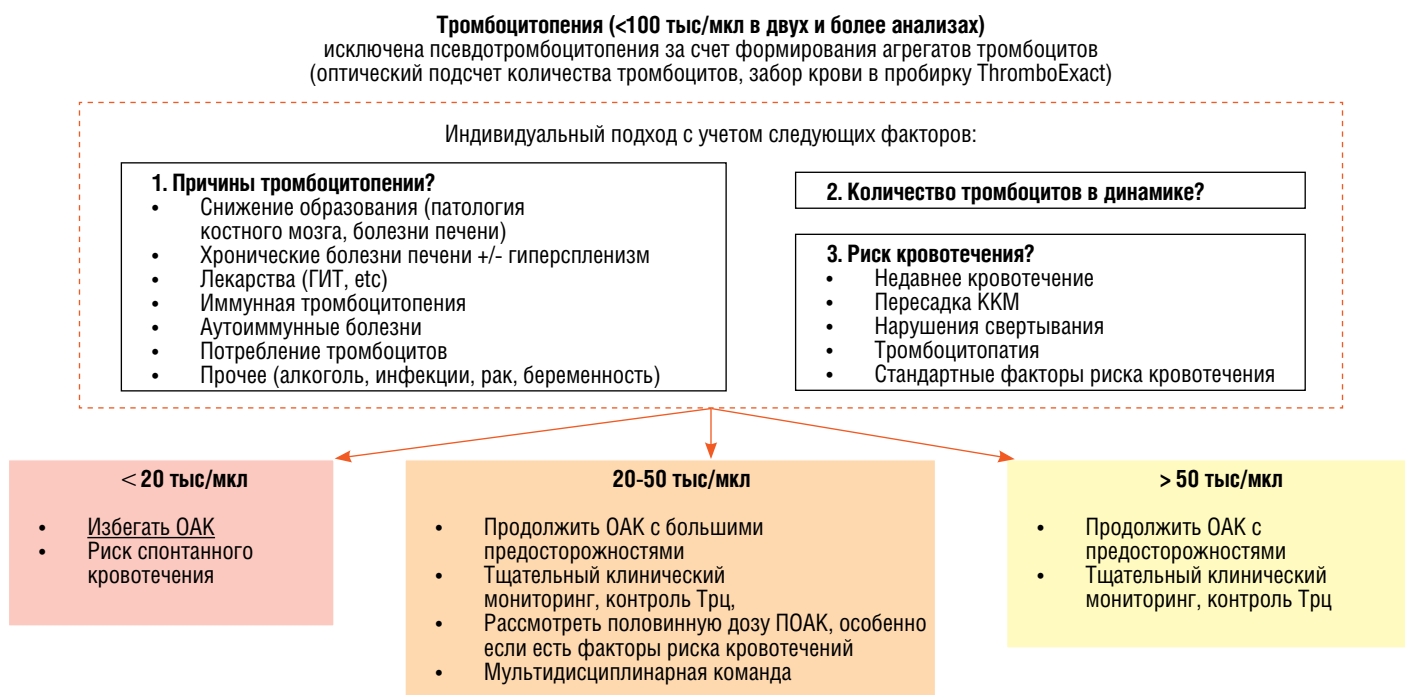 Тромбоцитопения (<100 тыс/мкл в двух и более анализах)
исключена псевдотромбоцитопения за счет формирования агрегатов тромбоцитов
(оптический подсчет количества тромбоцитов, забор крови в пробирку ThromboExact)
Индивидуальный подход с учетом следующих факторов:
1. Причины тромбоцитопении?
• Снижение образования (патология
костного мозга, болезни печени)
• Хронические болезни печени +/- гиперспленизм
• Лекарства (ГИТ, etc)
• Иммунная тромбоцитопения
• Аутоиммунные болезни
• Потребление тромбоцитов
• Прочее (алкоголь, инфекции, рак, беременность)
2. Количество тромбоцитов в динамике?
3. Риск кровотечения?
• Недавнее кровотечение
• Пересадка ККМ
• Нарушения свертывания
• Тромбоцитопатия
• Стандартные факторы риска кровотечения
< 20 тыс/мкл
• Избегать ОАК
• Риск спонтанного
кровотечения
20-50 тыс/мкл
• Продолжить ОАК с большими
предосторожностями
• Тщательный клинический
мониторинг, контроль Трц,
• Рассмотреть половинную дозу ПОАК, особенно
если есть факторы риска кровотечений
• Мультидисциплинарная команда
> 50 тыс/мкл
• Продолжить ОАК с
предосторожностями
• Тщательный клинический
мониторинг, контроль Трц